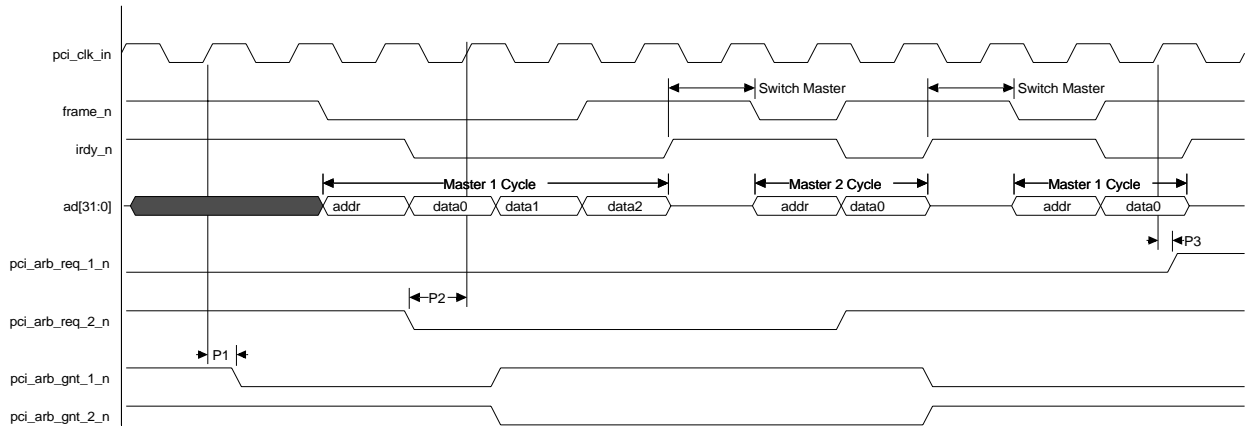 pci_clk_in
Switch Master Switch Master
frame_n
irdy_n
Master 1 Cycle Master 2 Cycle Master 1 Cycle
ad[31:0] addr data0 data1 data2 addr data0 addr data0
P3
pci_arb_req_1_n
P2
pci_arb_req_2_n
P1
pci_arb_gnt_1_n
pci_arb_gnt_2_n